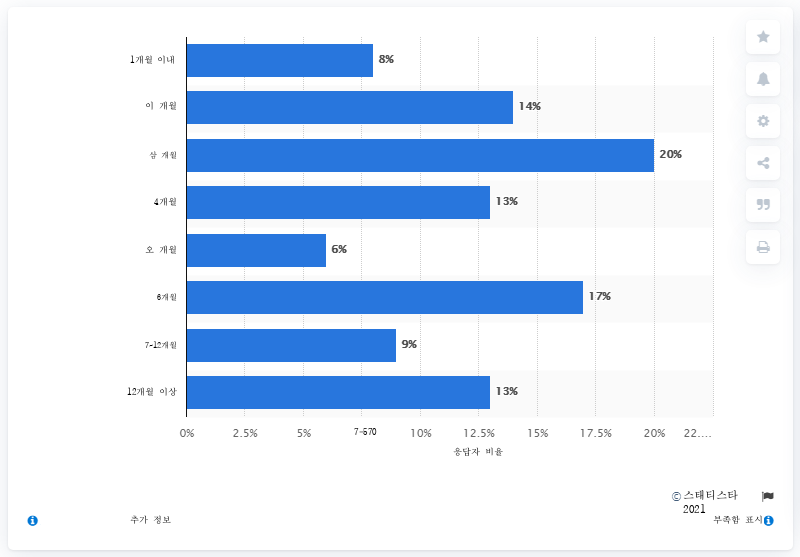 1개월 이내
8%
이 개월
14%
삼 개월
20%
4개월
13%
오 개월
6%
6개월
17%
7-12개월
9%
12개월 이상
13%
0% 2.5% 5% 7-570 10% 12.5% 15% 17.5% 20% 22....
응답자 비율
© 스태티스타
2021
추가 정보
부족함 표시